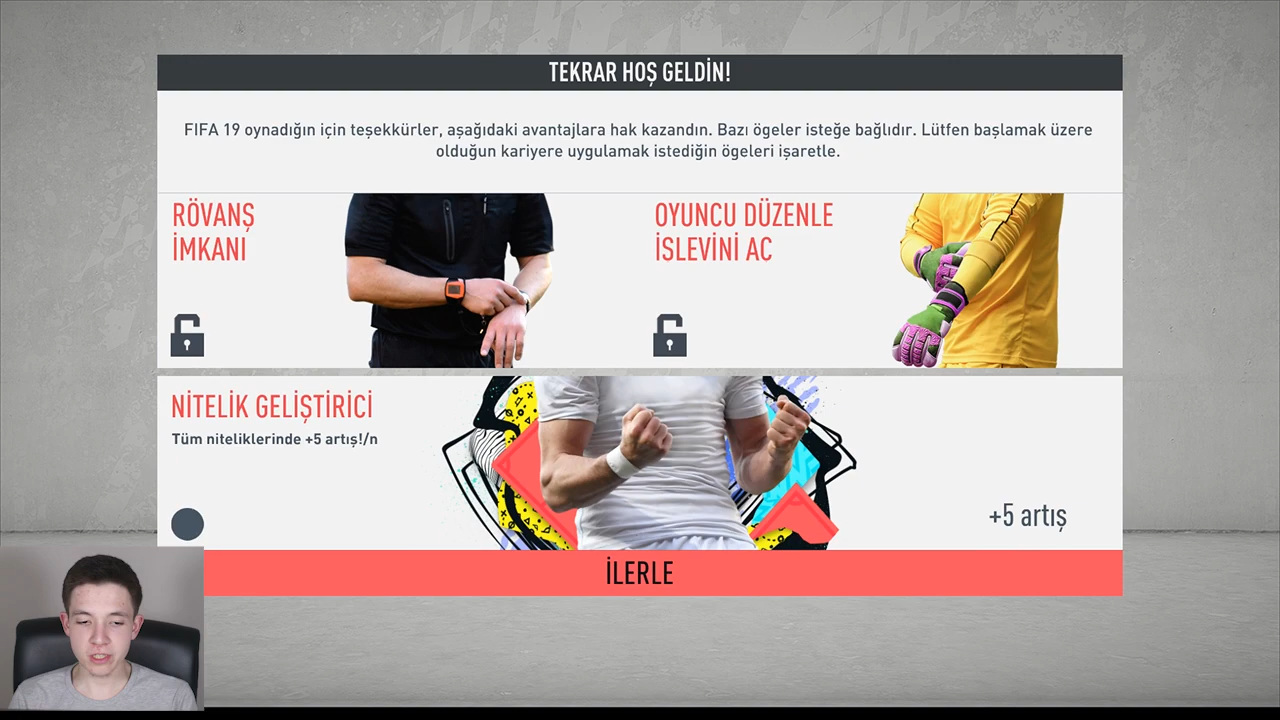 TEKRAR HOŞ GELDİN!
FIFA 19 oynadığın için teşekkürler, aşağıdaki avantajlara hak kazandın. Bazı ögeler isteğe bağlıdır. Lütfen başlamak üzere
olduğun kariyere uygulamak istediğin ögeleri işaretle.
RÖVANŞ
İMKANI
OYUNCU DÜZENLE
İSLEVİNİ AC
NİTELİK GELİŞTİRİCİ
Tüm niteliklerinde +5 artış!/n
+5 artış
İLERLE